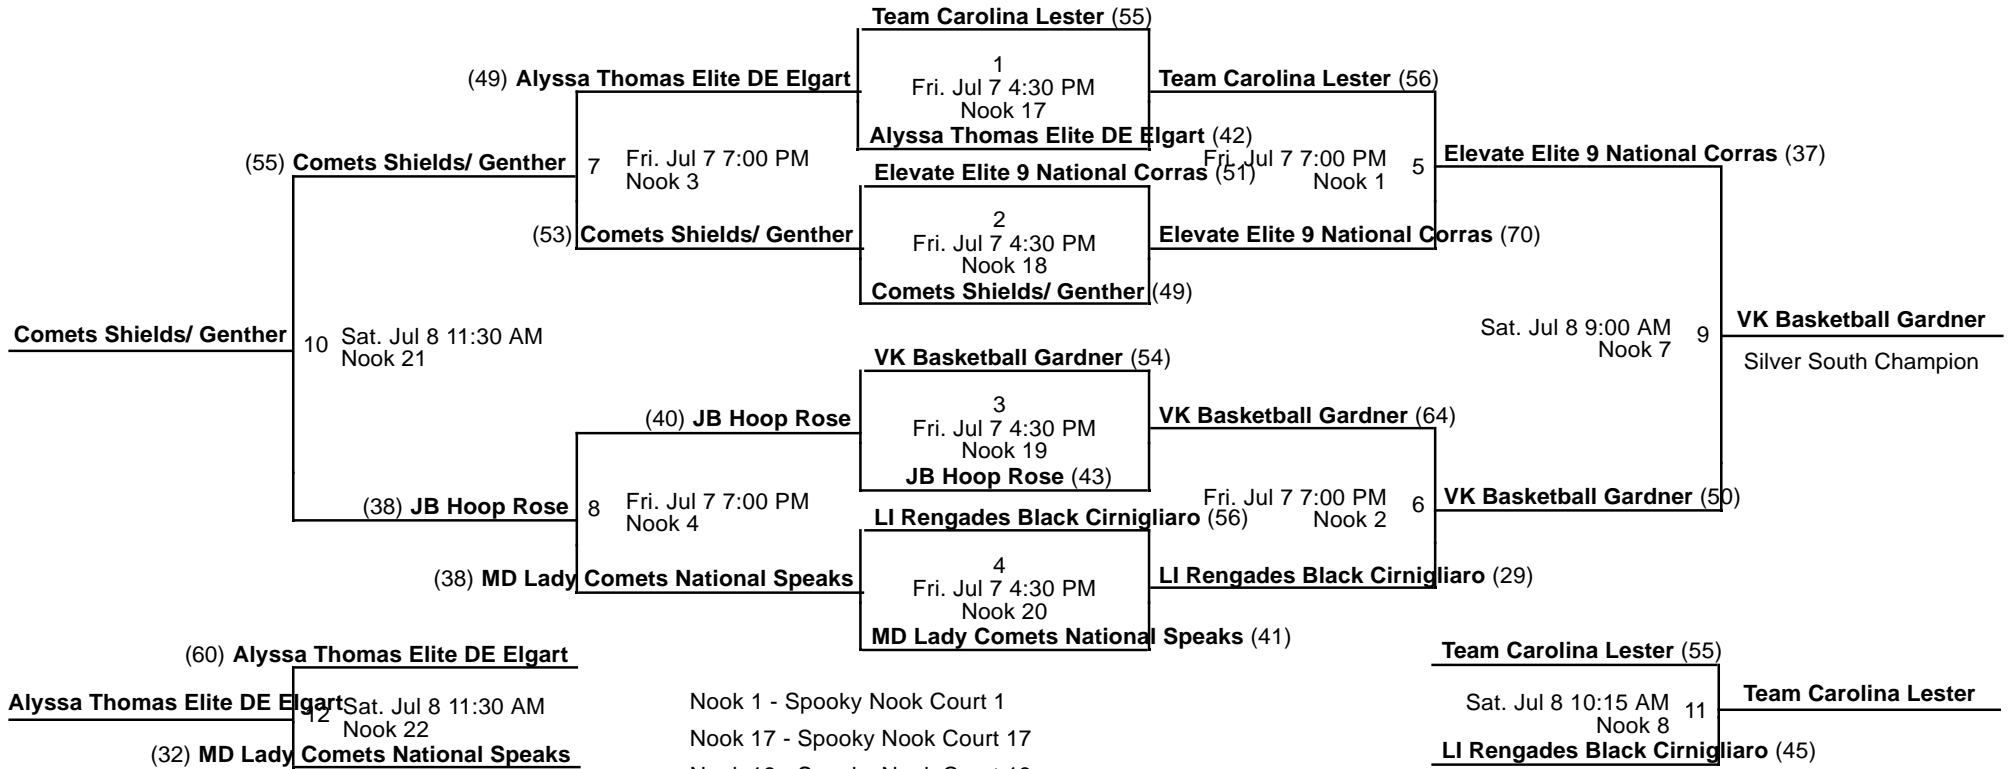 Team Carolina Lester (55)
1
Fri. Jul 7 4:30 PM
Nook 17
Alyssa Thomas Elite DE Elgart (42)
(49) Alyssa Thomas Elite DE Elgart
Team Carolina Lester (56)
(55) Comets Shields/ Genther
7
Fri. Jul 7 7:00 PM
Nook 3
Fri. Jul 7 7:00 PM
Nook 1
5
Elevate Elite 9 National Corras (37)
Elevate Elite 9 National Corras (51)
2
Fri. Jul 7 4:30 PM
Nook 18
Comets Shields/ Genther (49)
(53) Comets Shields/ Genther
Elevate Elite 9 National Corras (70)
Comets Shields/ Genther
10
Sat. Jul 8 11:30 AM
Nook 21
Sat. Jul 8 9:00 AM
Nook 7
9
VK Basketball Gardner
Silver South Champion
VK Basketball Gardner (54)
3
Fri. Jul 7 4:30 PM
Nook 19
JB Hoop Rose (43)
(40) JB Hoop Rose
VK Basketball Gardner (64)
(38) JB Hoop Rose
8
Fri. Jul 7 7:00 PM
Nook 4
Fri. Jul 7 7:00 PM
Nook 2
6
VK Basketball Gardner (50)
LI Rengades Black Cirnigliaro (56)
4
Fri. Jul 7 4:30 PM
Nook 20
MD Lady Comets National Speaks (41)
(38) MD Lady Comets National Speaks
LI Rengades Black Cirnigliaro (29)
(60) Alyssa Thomas Elite DE Elgart
Alyssa Thomas Elite DE Elgart
12
Sat. Jul 8 11:30 AM
Nook 22
(32) MD Lady Comets National Speaks
Nook 1 - Spooky Nook Court 1
Nook 17 - Spooky Nook Court 17
Team Carolina Lester (55)
Sat. Jul 8 10:15 AM
Nook 8
11
Team Carolina Lester
LI Rengades Black Cirnigliaro (45)